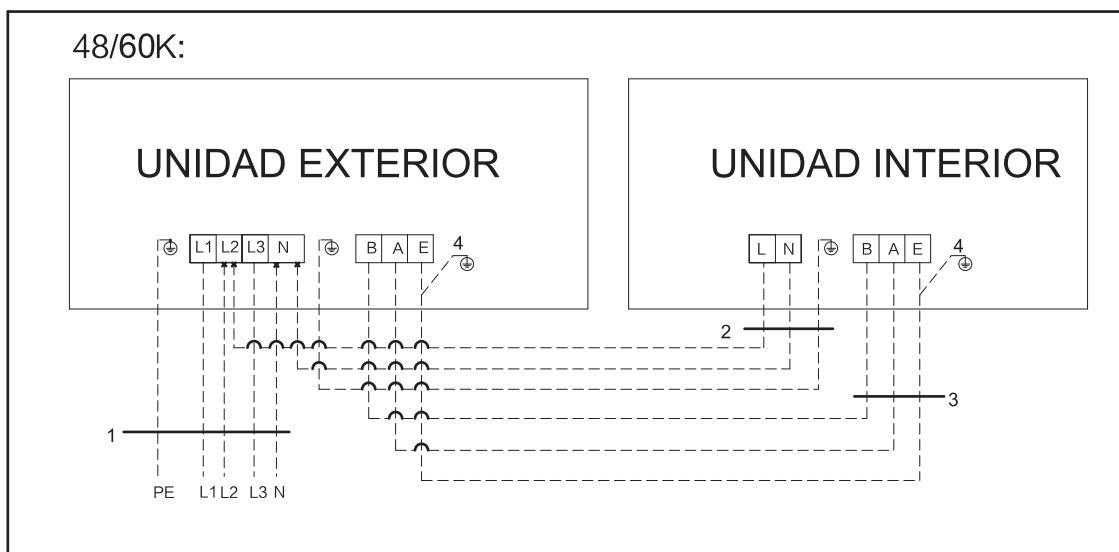 48/60K:
UNIDAD EXTERIOR
UNIDAD INTERIOR
L1 L2 L3 N B A E 4
L N B A E 4
2
3
1
PE L1 L2 L3 N